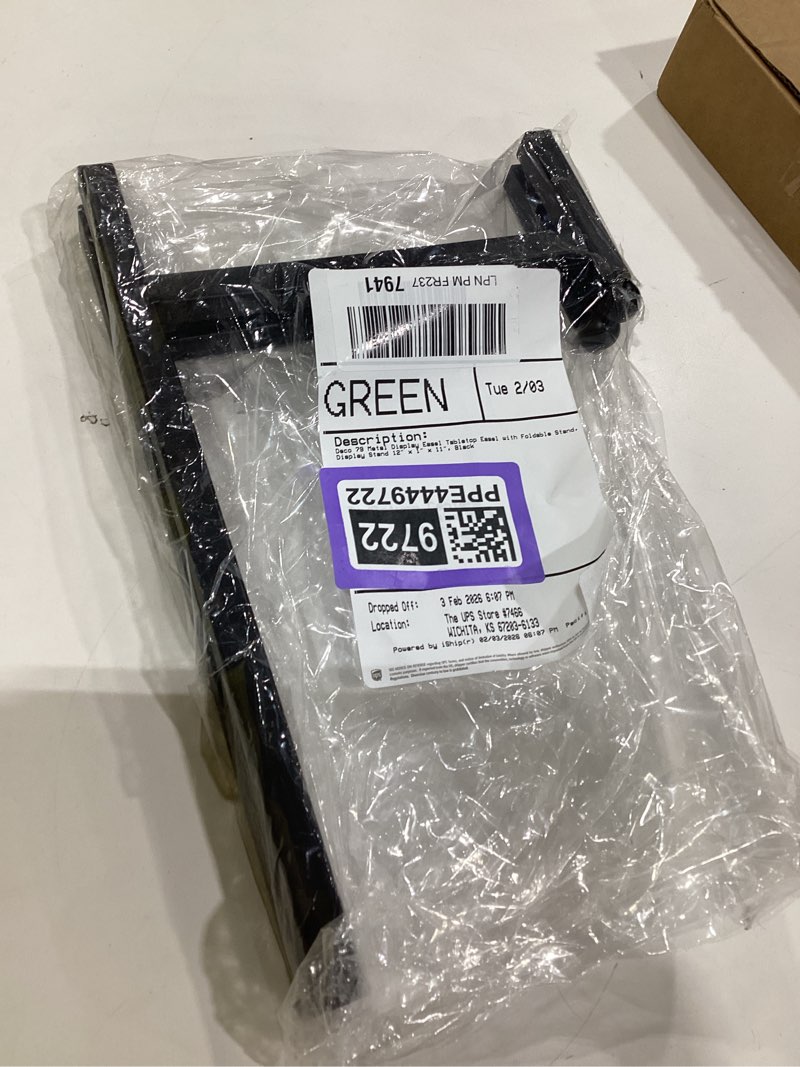 LPN PM FR237 7941
GREEN
Tue 2/03
Description:
Deco 79 Metal Display Easel Tabletop Easel with Foldable Stand,
Display Stand 12" x 1" x 11", Black
PPE4449722
9722
Dropped Off: 3 Feb 2026 6:07 PM
Location: The UPS Store #7466
WICHITA, KS 67203-6133
Powered by iShip(r) 02/03/2026 06:07 PM